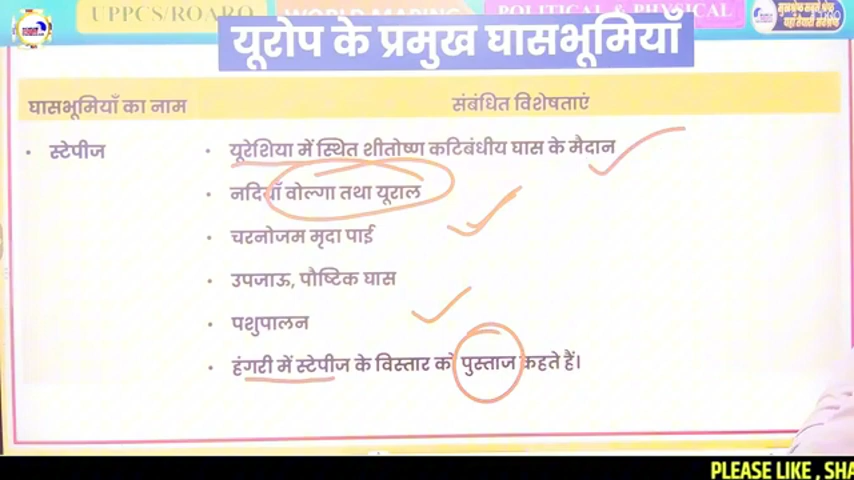 UPPCS/ROARO
WORLD MAPING
POLITICAL & PHYSICAL
यूरोप के प्रमुख घासभूमियाँ
घासभूमियाँ का नाम
संबंधित विशेषताएं
• स्टेपीज
• यूरेशिया में स्थित शीतोष्ण कटिबंधीय घास के मैदान
• नदियाँ वोल्गा तथा यूराल
• चरनोजम मृदा पाई
• उपजाऊ, पौष्टिक घास
• पशुपालन
• हंगरी में स्टेपीज के विस्तार को पुस्ताज कहते हैं।
PLEASE LIKE , SHA